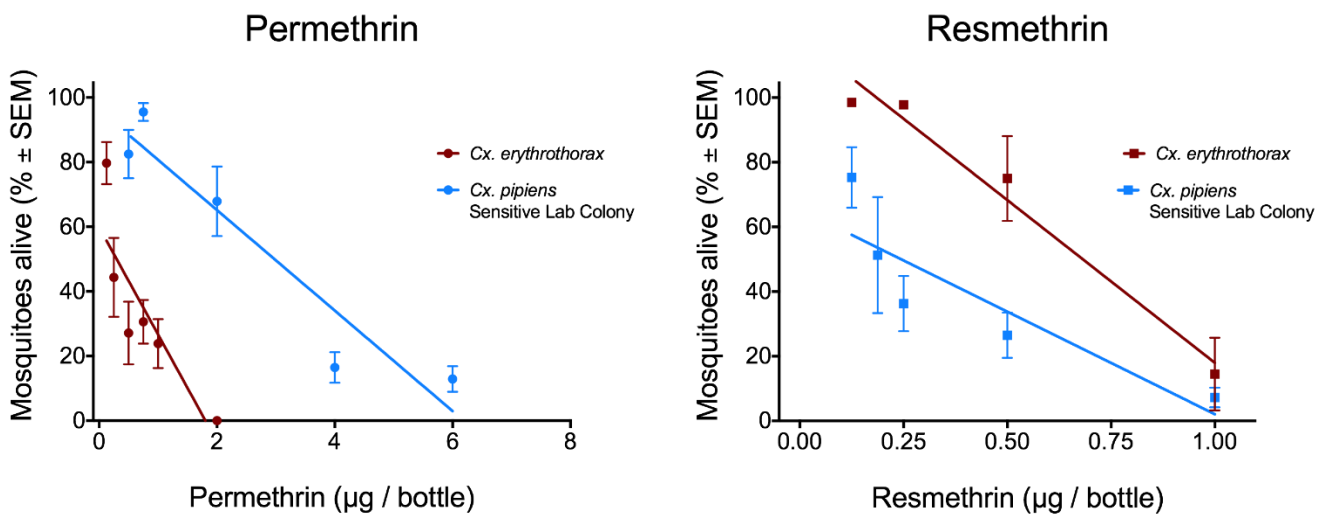 Permethrin
Mosquitoes alive (% ± SEM)
100
80
60
40
20
0
0
2
4
6
8
Permethrin (µg / bottle)
Cx. erythrothorax
Cx. pipiens
Sensitive Lab Colony
Resmethrin
Mosquitoes alive (% ± SEM)
100
80
60
40
20
0
0.00
0.25
0.50
0.75
1.00
Resmethrin (µg / bottle)
Cx. erythrothorax
Cx. pipiens
Sensitive Lab Colony